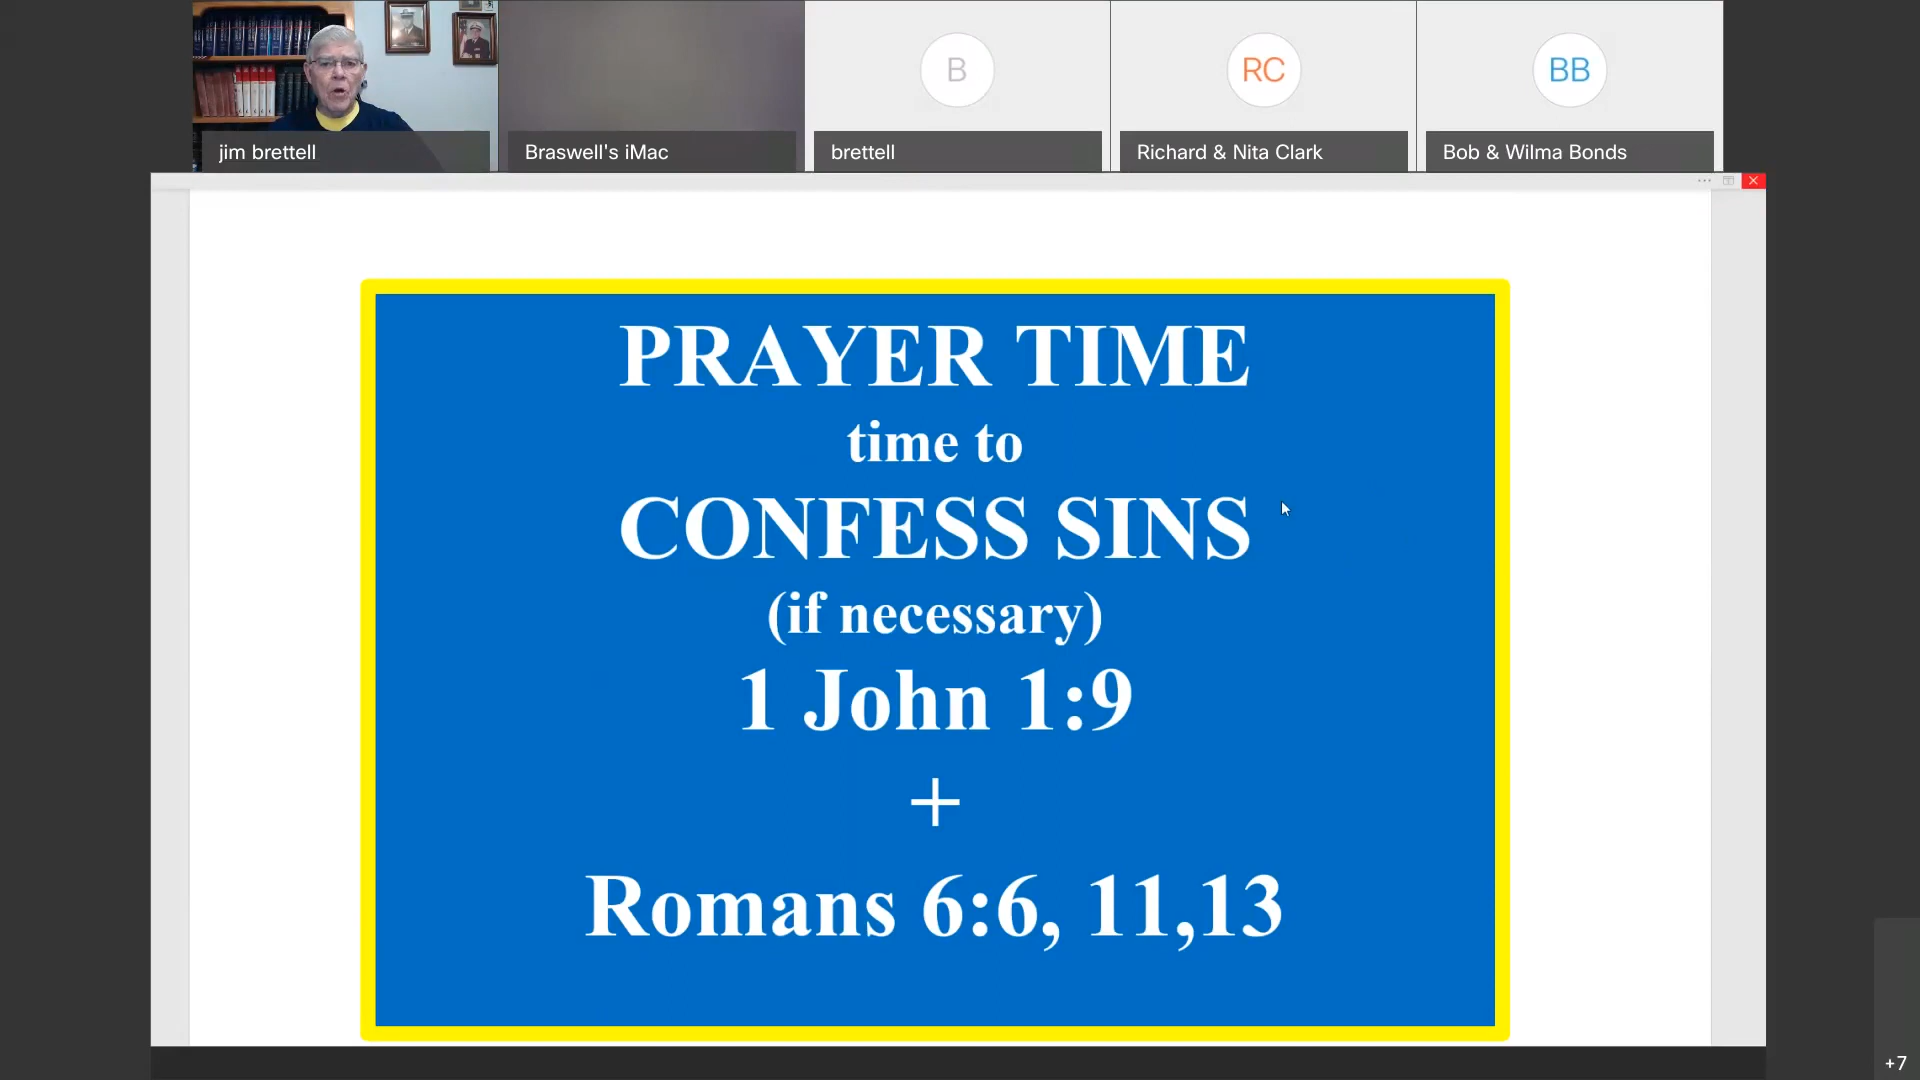 B
RC
BB
jim brettell
Braswell's iMac
brettell
Richard & Nita Clark
Bob & Wilma Bonds
PRAYER TIME
time to
CONFESS SINS
(if necessary)
1 John 1:9
+
Romans 6:6, 11,13
+7